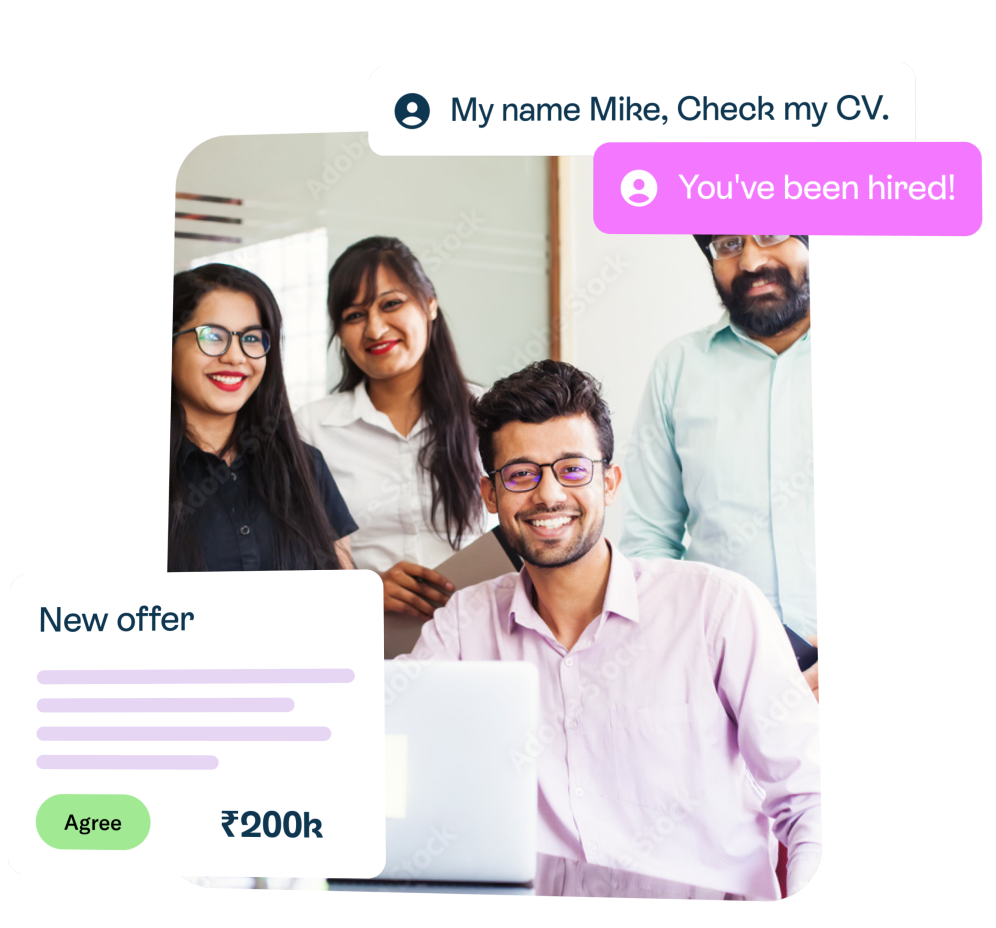 My name Mike, Check my CV.
You've been hired!
New offer
Agree
₹200k
Adobe Stock